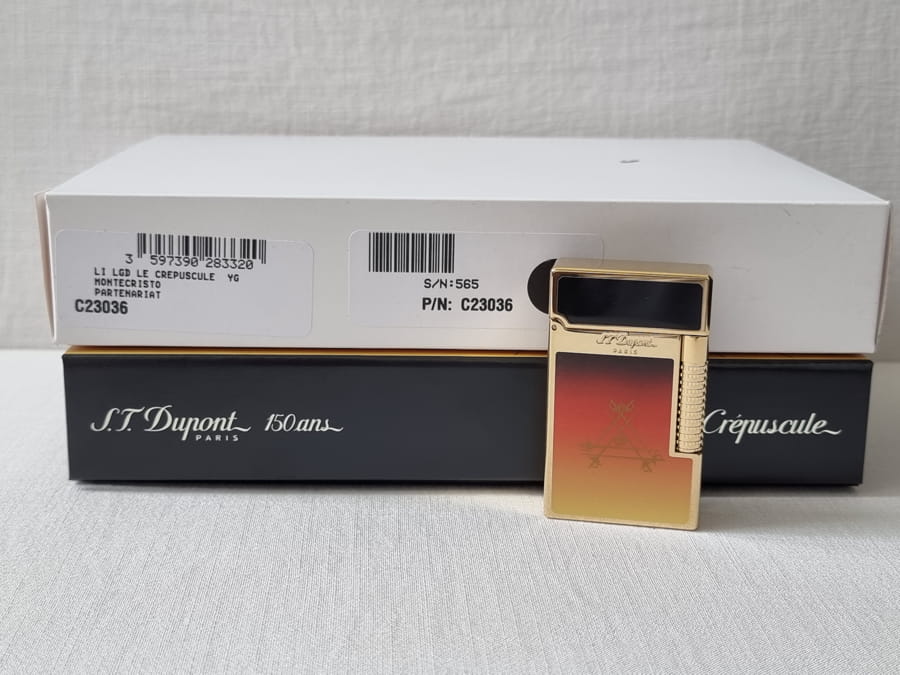 3 597390 283320
LI LGD LE CREPUSCULE YG
MONTECRISTO
PARTENARIAT
C23036
S/N:565
P/N: C23036
S.T. Dupont
PARIS
S.T. Dupont 150 ans
PARIS
Crépuscule